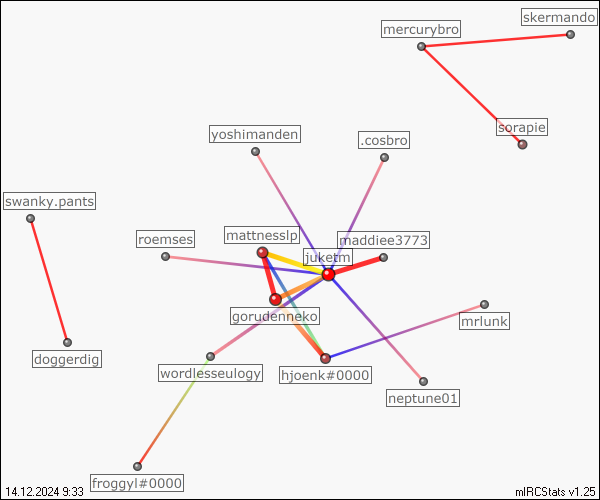 skermando
mercurybro
sorapie
yoshimanden
.cosbro
swanky.pants
roemses
mattnesslp
maddiee3773
juketm
gorudenneko
mrlunk
doggerdig
wordlesseulogy
hjoenk#0000
neptune01
froggyl#0000
14.12.2024 9:33
mIRCStats v1.25